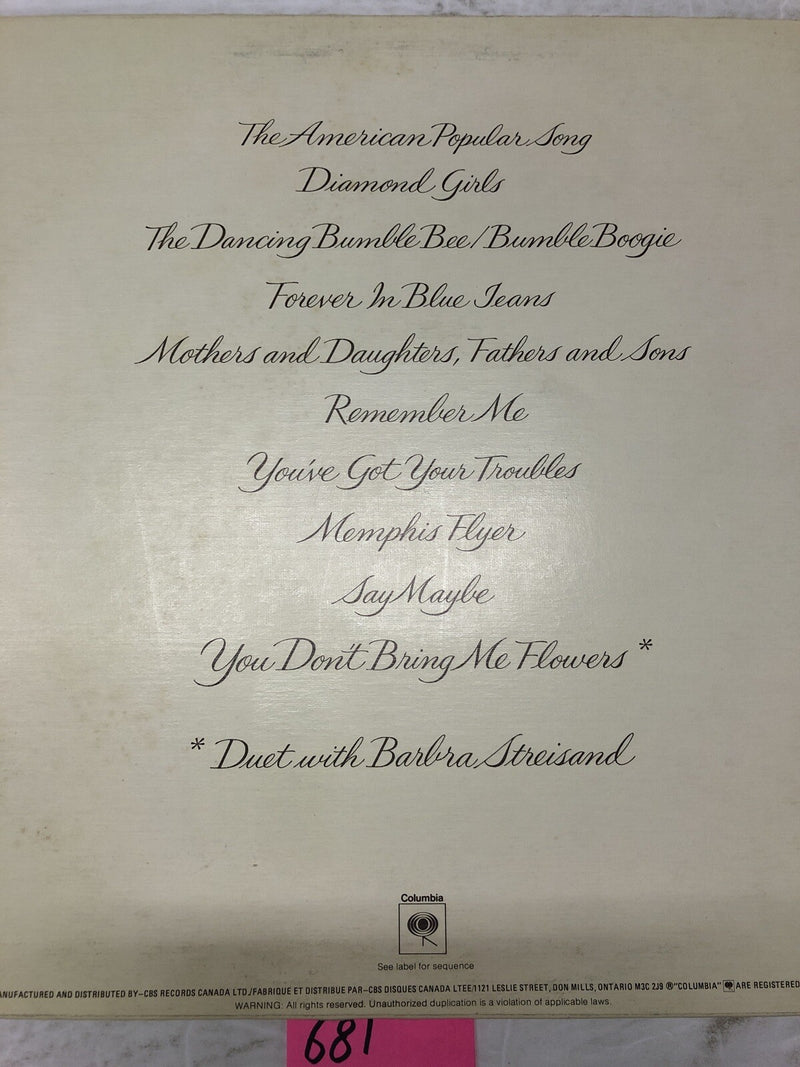 The American Popular Song
Diamond Girls
The Dancing Bumble Bee/Bumble Boogie
Forever In Blue Jeans
Mothers and Daughters, Fathers and Sons
Remember Me
You've Got Your Troubles
Memphis Flyer
Say Maybe
You Don't Bring Me Flowers *
* Duet with Barbra Streisand
Columbia
See label for sequence
ANUFACTURED AND DISTRIBUTED BY—CBS RECORDS CANADA LTD./FABRIQUE ET DISTRIBUE PAR—CBS DISQUES CANADA LTEE/1121 LESLIE STREET, DON MILLS, ONTARIO M3C 2J9 ®"COLUMBIA" ARE REGISTERED
WARNING: All rights reserved. Unauthorized duplication is a violation of applicable laws.
681